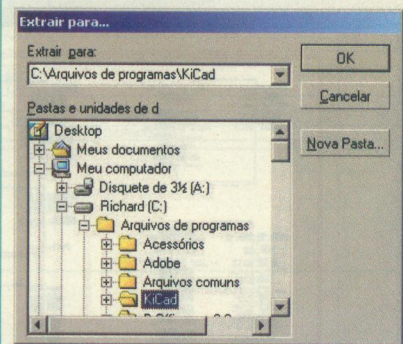 Extrair para...
Extrair para:
C:\Arquivos de programas\KiCad
OK
Cancelar
Pastas e unidades de d
Nova Pasta...
Desktop
Meus documentos
Meu computador
Disquete de 3½ (A:)
Richard (C:)
Arquivos de programas
Acessórios
Adobe
Arquivos comuns
KiCad